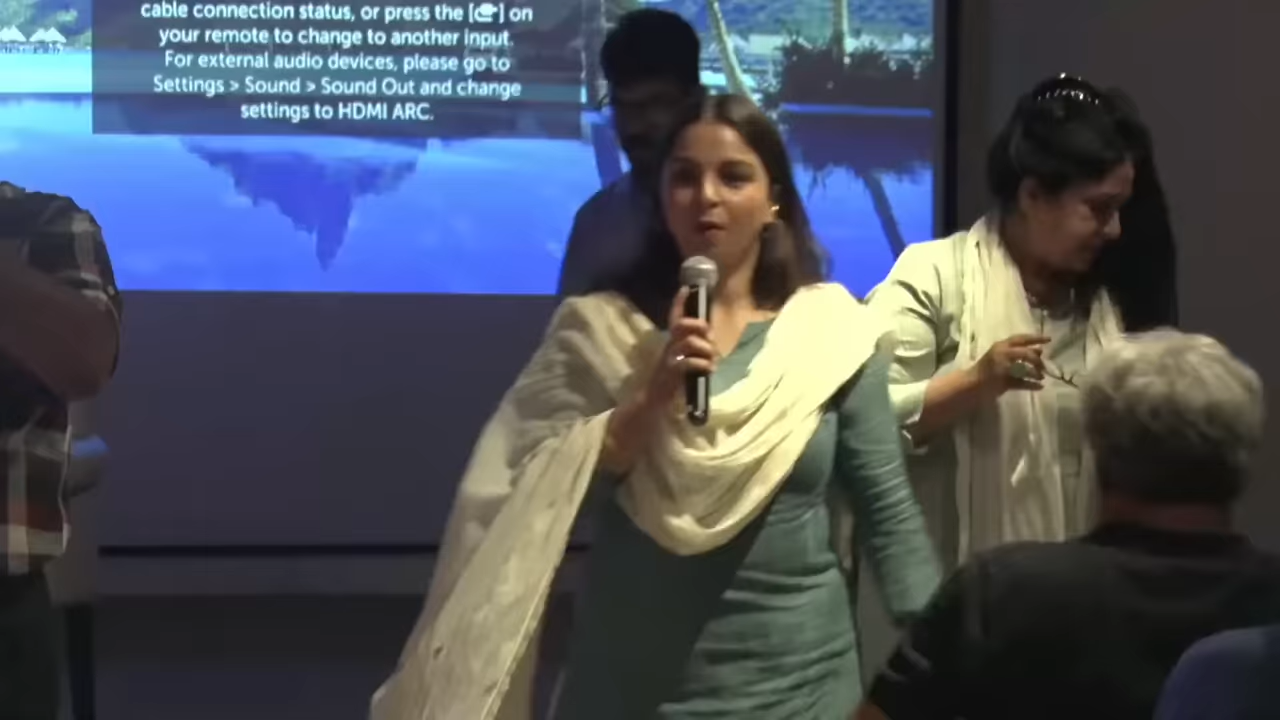 cable connection status, or press the [ ] on
your remote to change to another input.
For external audio devices, please go to
Settings > Sound > Sound Out and change
settings to HDMI ARC.